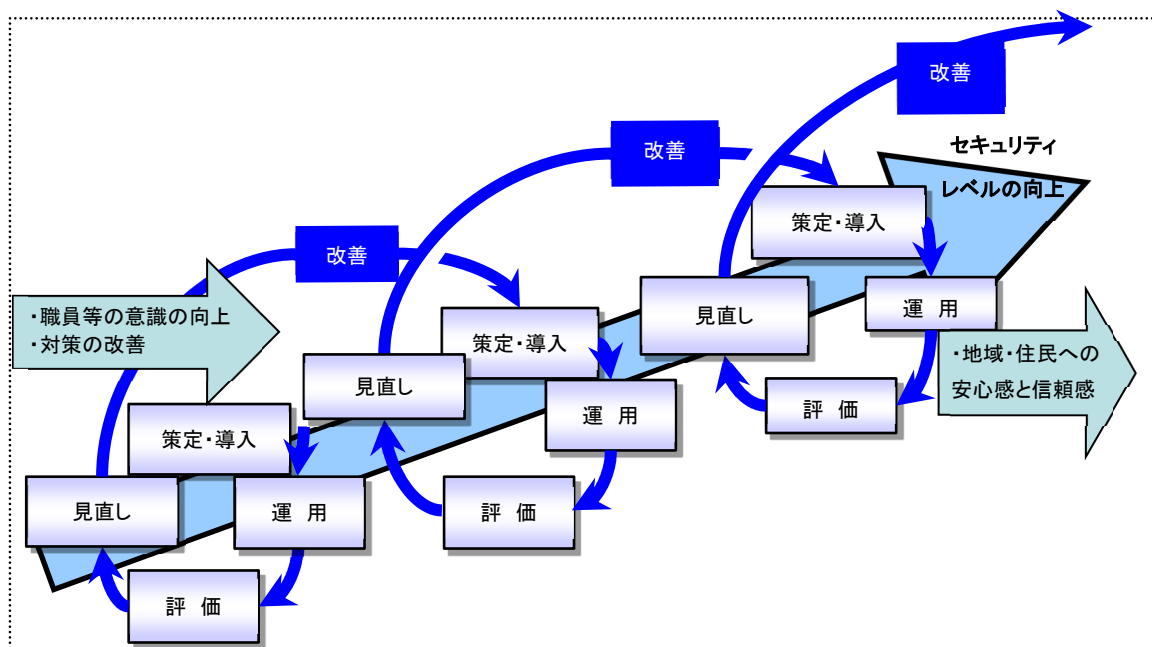 改善
改善
セキュリティ
レベルの向上
策定・導入
改善
・職員等の意識の向上
・対策の改善
見直し
運 用
策定・導入
・地域・住民への
安心感と信頼感
見直し
評 価
運 用
策定・導入
見直し
運 用
評 価
評 価